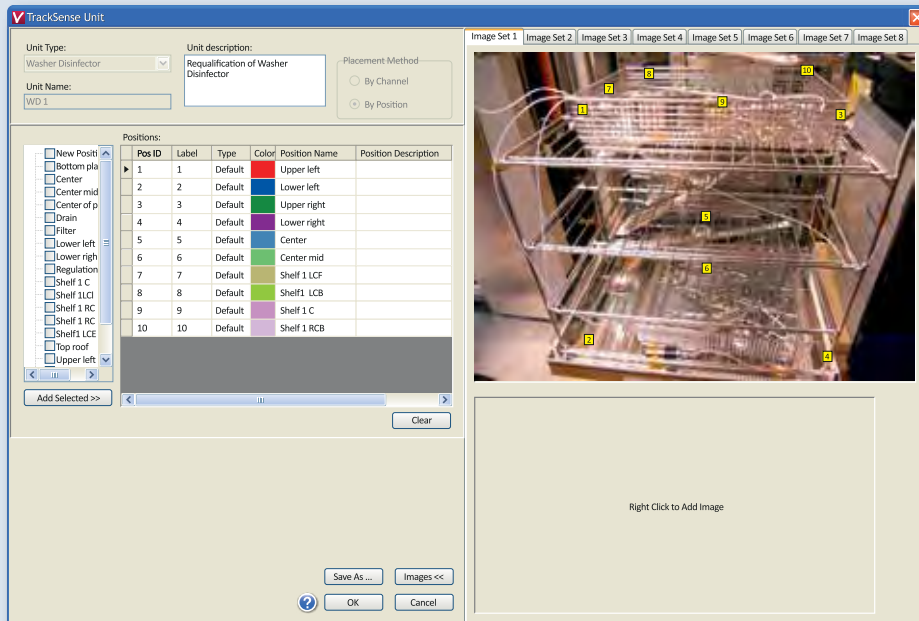 TrackSense Unit
Unit Type:
Washer Disinfector
Unit Name:
WD 1
Unit description:
Requalification of Washer
Disinfector
Placement Method
By Channel
By Position
Positions:
New Positi
Bottom pla
Center
Center mid
Center of p
Drain
Filter
Lower left
Lower righ
Regulation
Shelf 1 C
Shelf 1LCI
Shelf 1 RC
Shelf 1 RC
Shelf1 LCE
Top roof
Upper left
Add Selected >>
Pos ID Label Type Color Position Name Position Description
1 1 Default Upper left
2 2 Default Lower left
3 3 Default Upper right
4 4 Default Lower right
5 5 Default Center
6 6 Default Center mid
7 7 Default Shelf 1 LCF
8 8 Default Shelf1 LCB
9 9 Default Shelf 1 C
10 10 Default Shelf 1 RCB
Clear
Save As ...
Images <<
?
OK
Cancel
Image Set 1 Image Set 2 Image Set 3 Image Set 4 Image Set 5 Image Set 6 Image Set 7 Image Set 8
10
8
7
9
1
3
5
6
2
4
Right Click to Add Image